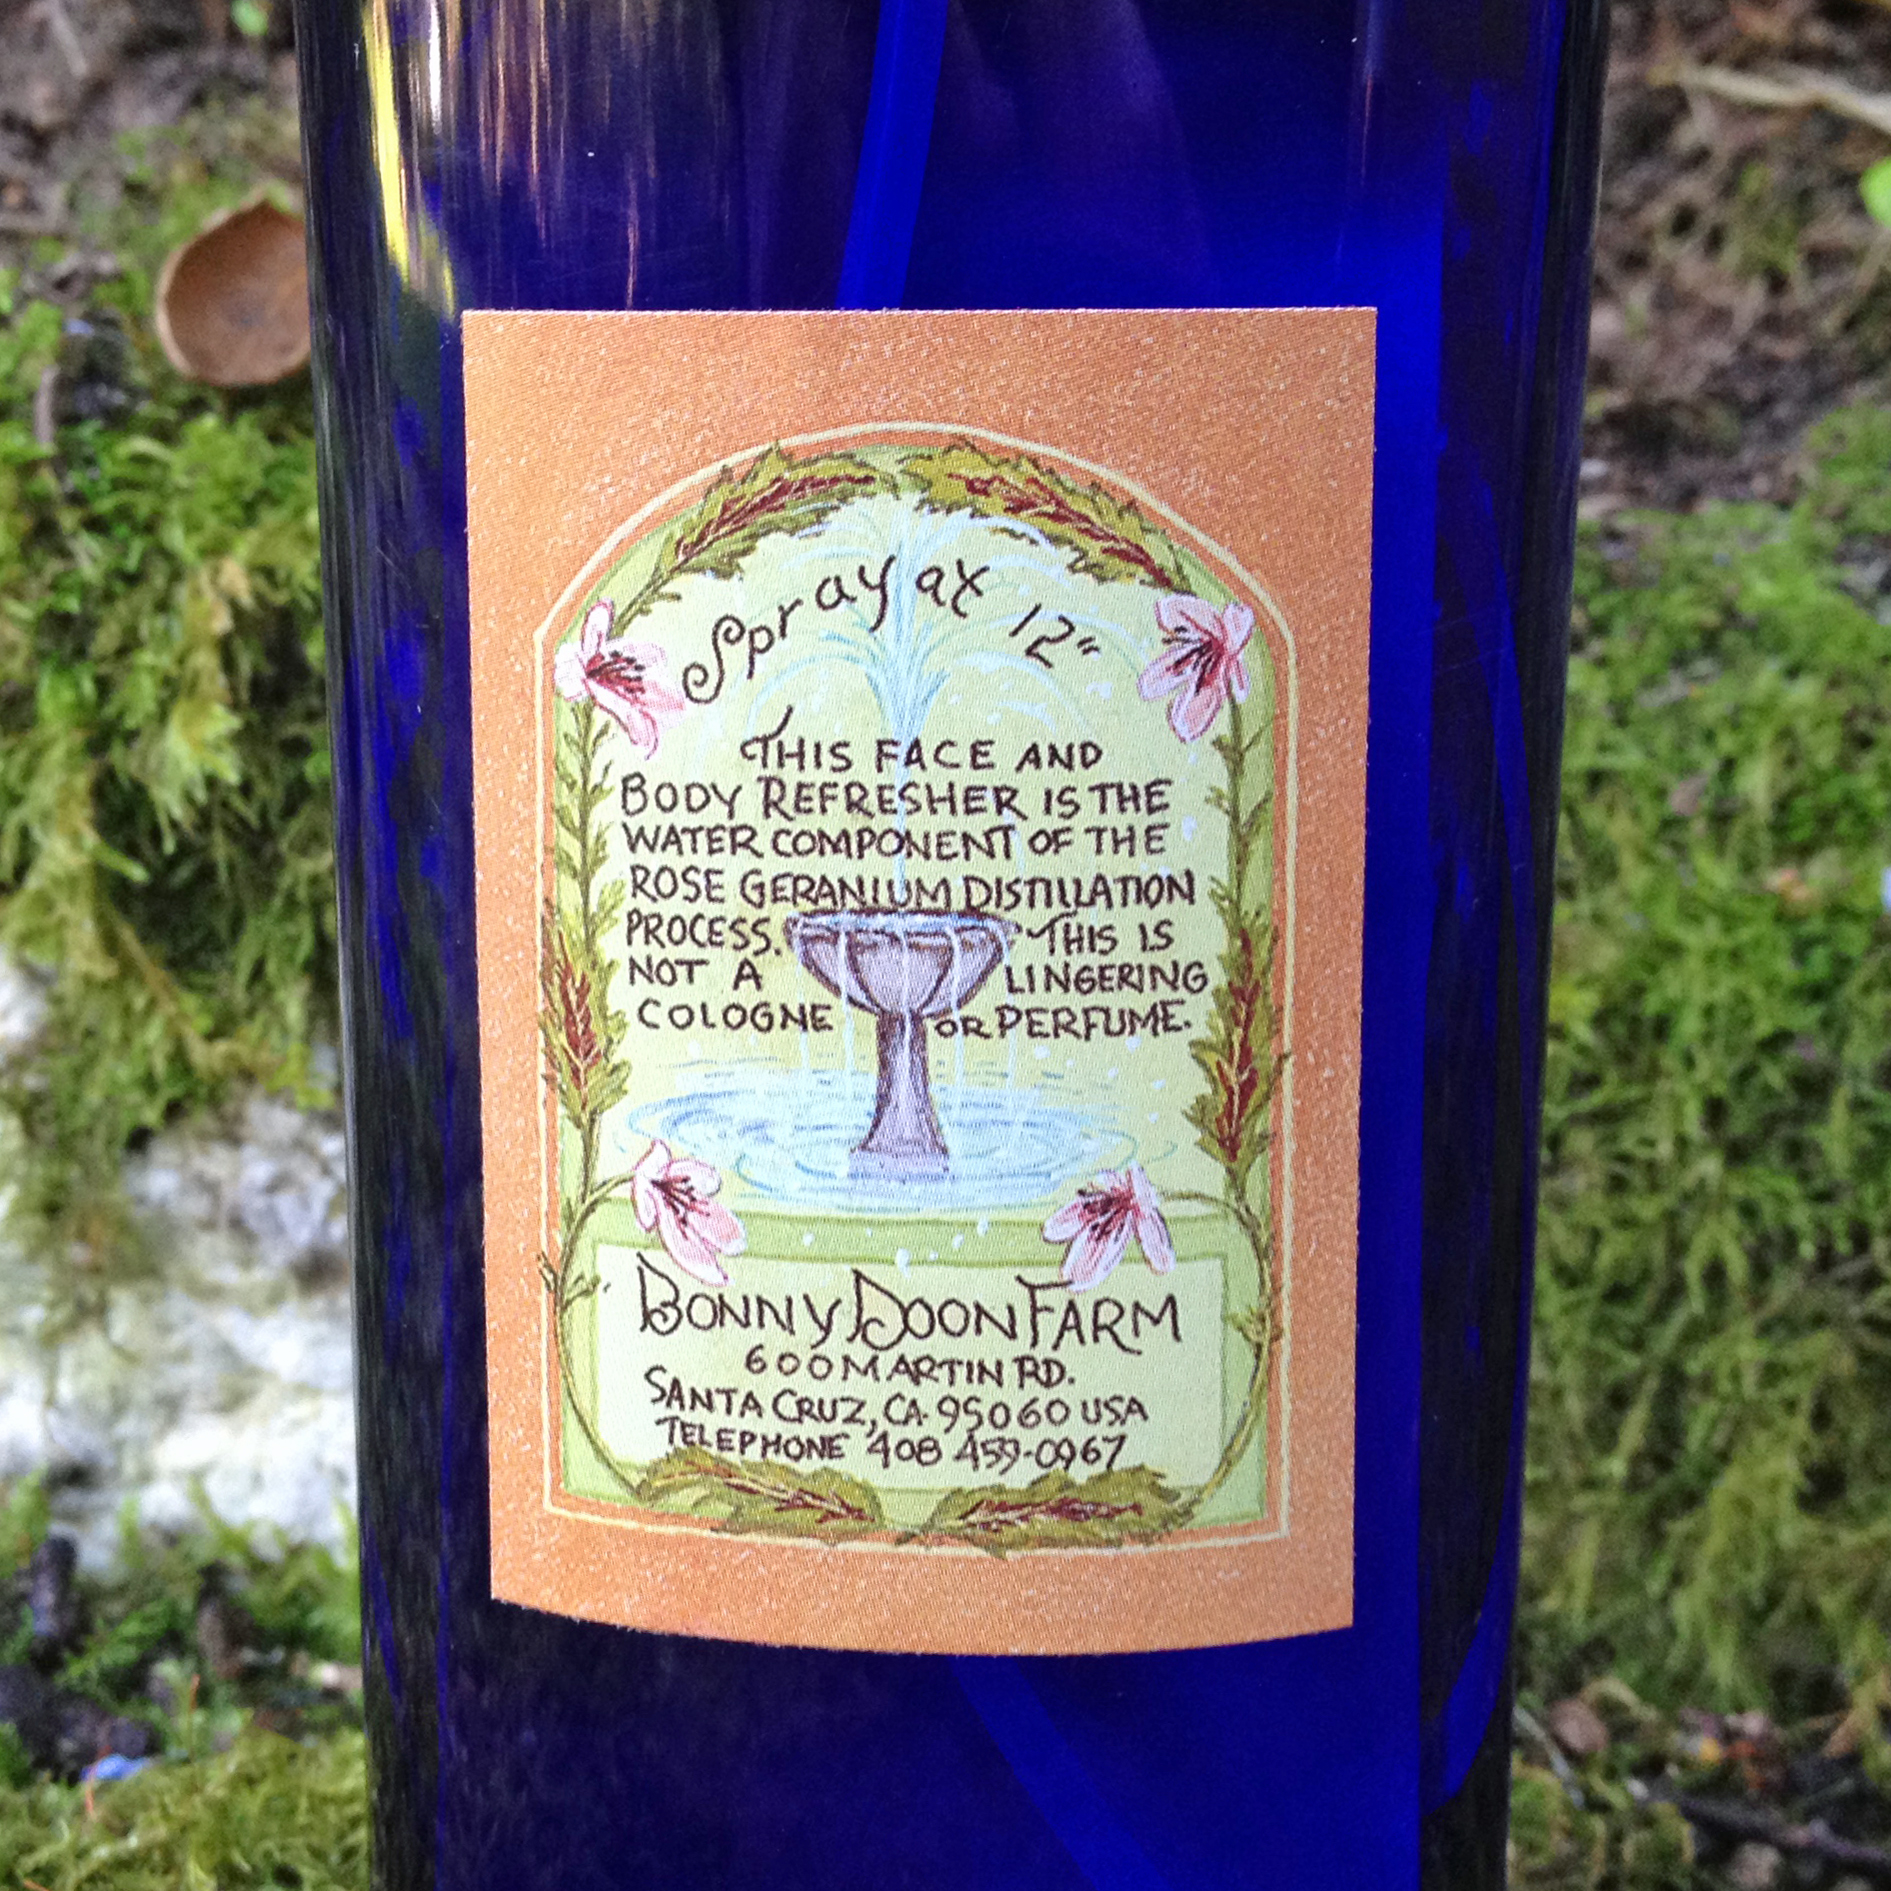 Spray at 12"
THIS FACE AND
BODY REFRESHER IS THE
WATER COMPONENT OF THE
ROSE GERANIUM DISTILLATION
PROCESS. THIS IS
NOT A LINGERING
COLOGNE OR PERFUME.
BONNY DOON FARM
600 MARTIN RD.
SANTA CRUZ, CA. 95060 USA
TELEPHONE 408 459-0967